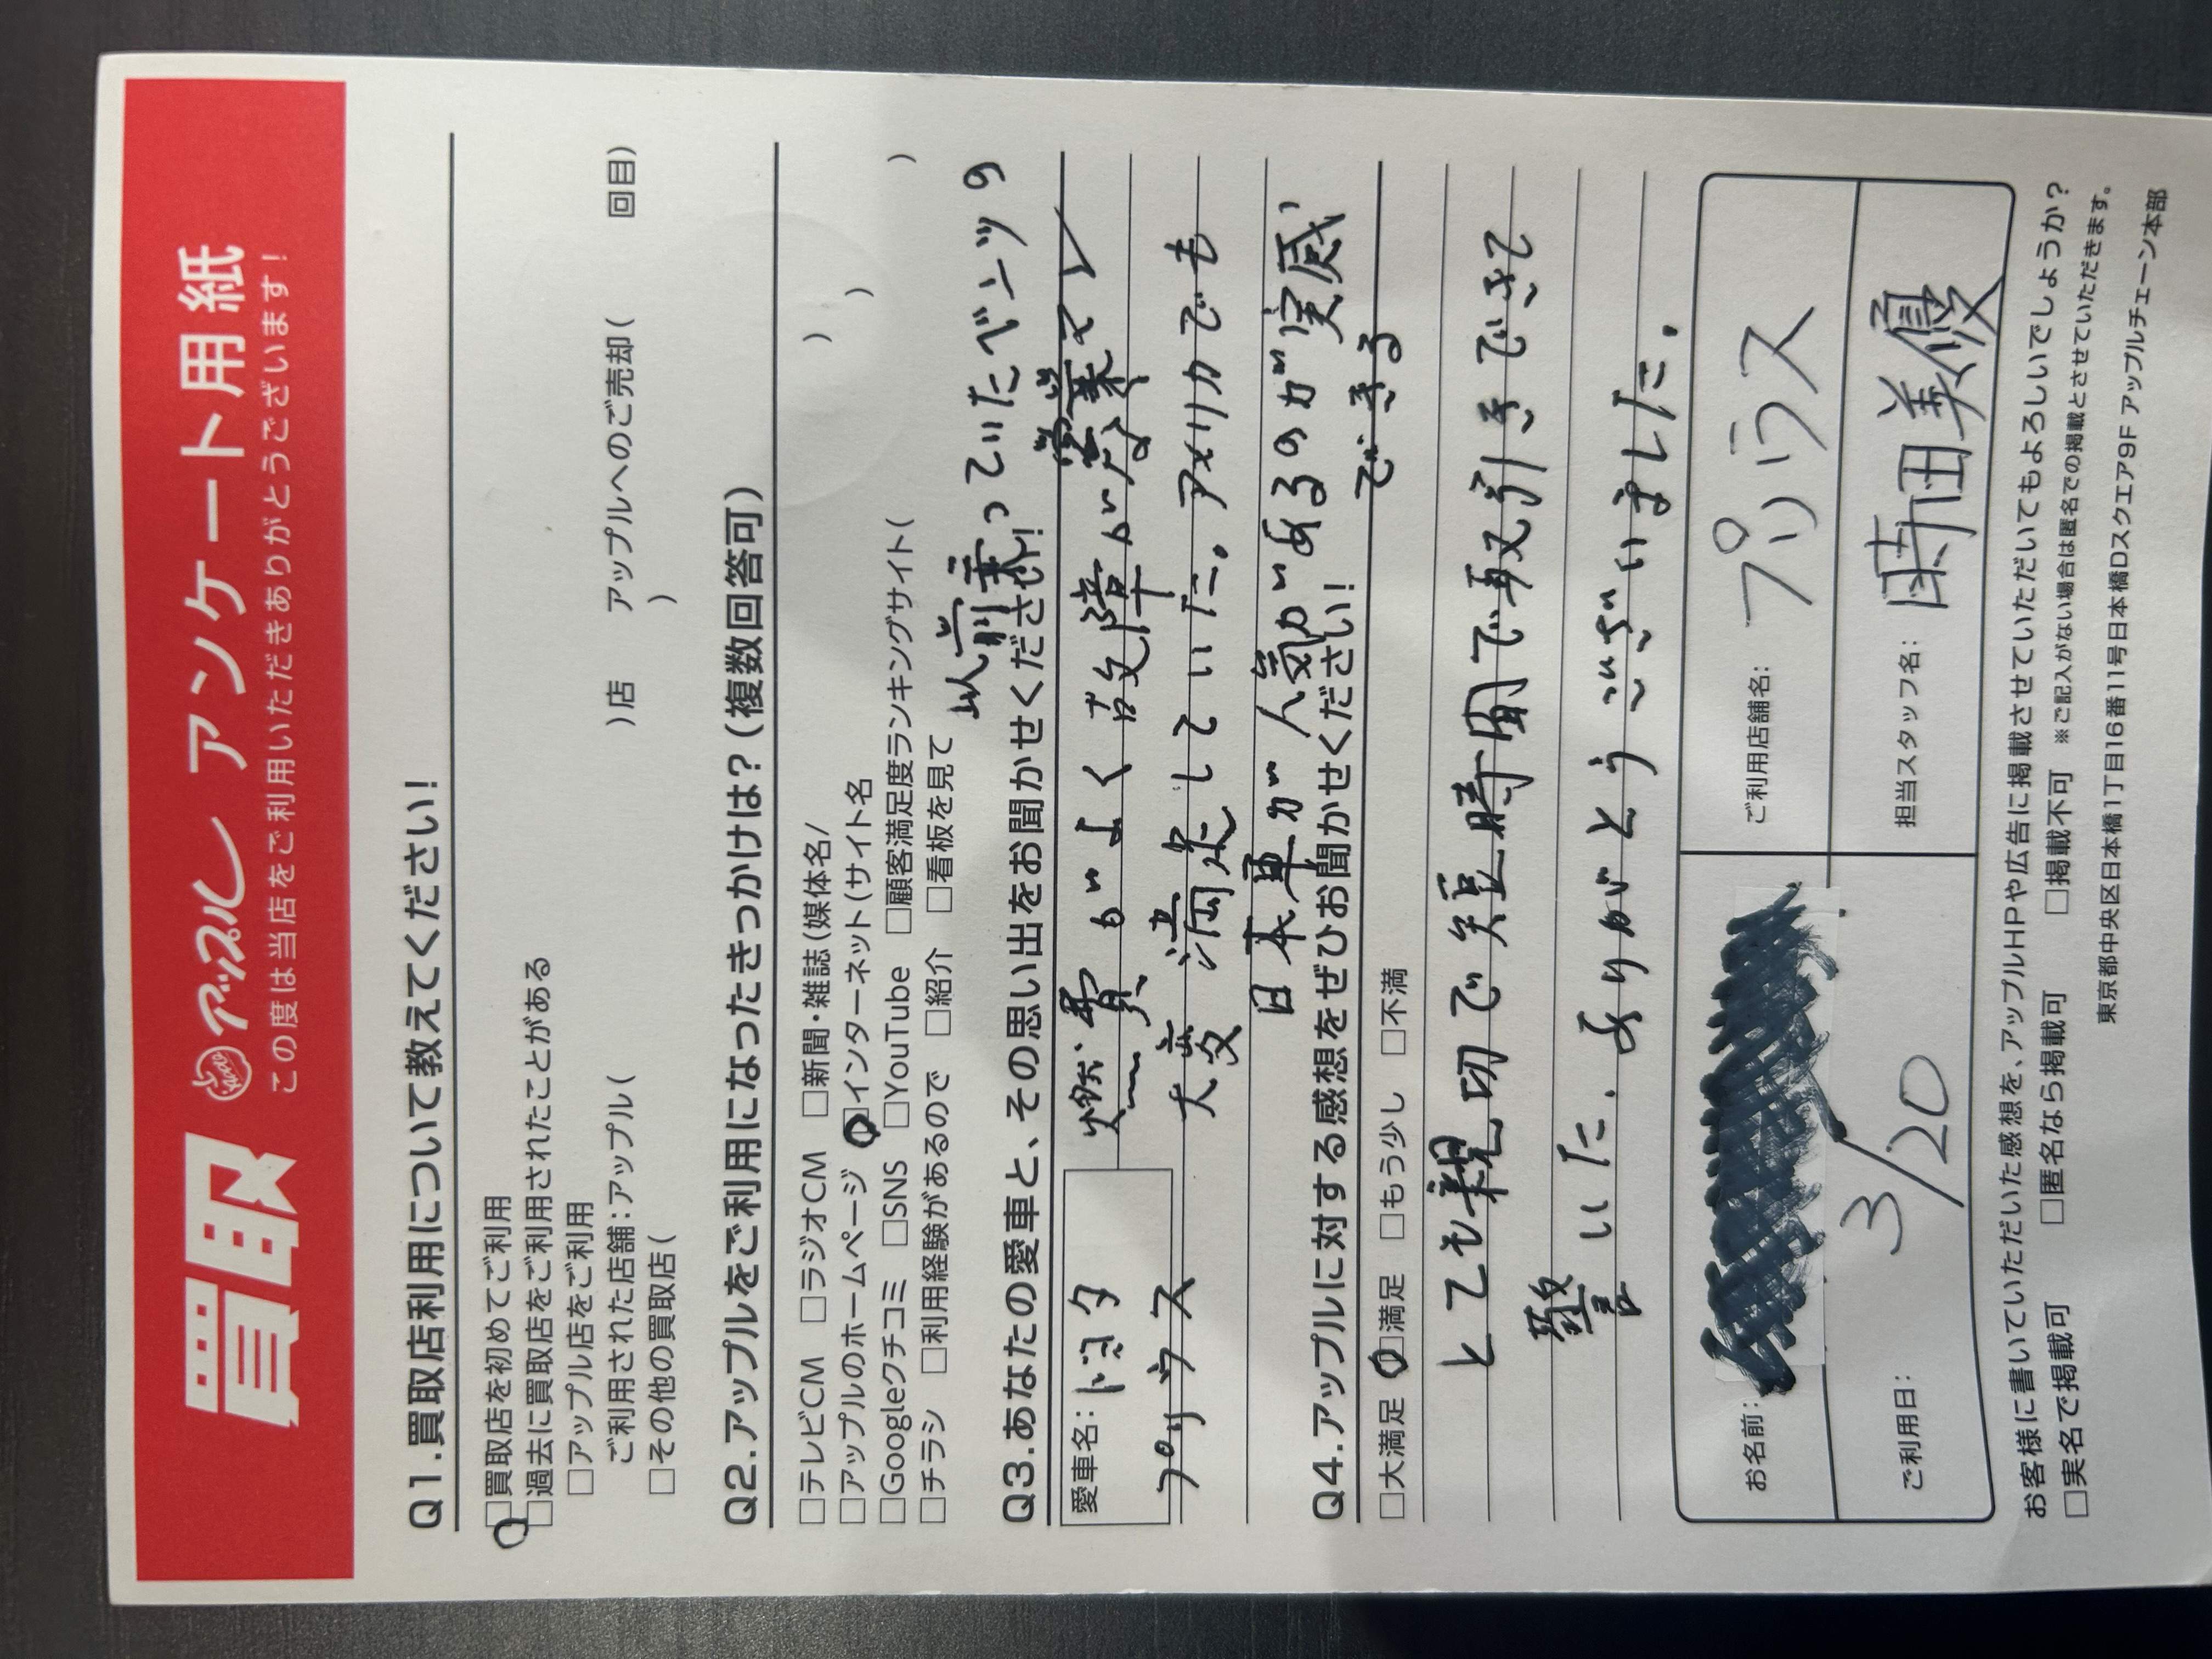 買取 アップル アンケート用紙
この度は当店をご利用いただきありがとうございます!
Q1.買取店利用について教えてください!
□買取店を初めてご利用
□過去に買取店をご利用されたことがある
□アップル店をご利用
ご利用された店舗:アップル( )店 アップルへのご売却( 回目)
□その他の買取店( )
Q2.アップルをご利用になったきっかけは?(複数回答可)
□テレビCM □ラジオCM □新聞・雑誌(媒体名/ )
□アップルのホームページ □インターネット(サイト名 )
□Googleクチコミ □SNS □YouTube □顧客満足度ランキングサイト( )
□チラシ □利用経験があるので □紹介 □看板を見て
Q3.あなたの愛車と、その思い出をお聞かせください!
以前乗っていたベンツの
愛車名: トヨタ
プリウス
燃費がよく故障が
大変満足していた。アメリカでも
日本車が人気があるのが実感
できる
Q4.アップルに対する感想をぜひお聞かせください!
□大満足 □満足 □もう少し □不満
とても親切で短時間で取引きできて
驚いた。ありがとうございました。
お名前:
ご利用店舗名: プリウス
ご利用日: 3/20
担当スタッフ名: 時田美優
お客様に書いていただいた感想を、アップルHPや広告に掲載させていただいてもよろしいでしょうか?
□実名で掲載可 □匿名なら掲載可 □掲載不可 ※ご記入がない場合は匿名での掲載とさせていただきます。
東京都中央区日本橋1丁目16番11号日本橋Dスクエア9F アップルチェーン本部